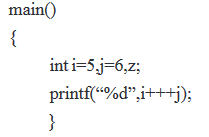 main()
{
int i=5,j=6,z;
printf(“%d”,i+++j);
}